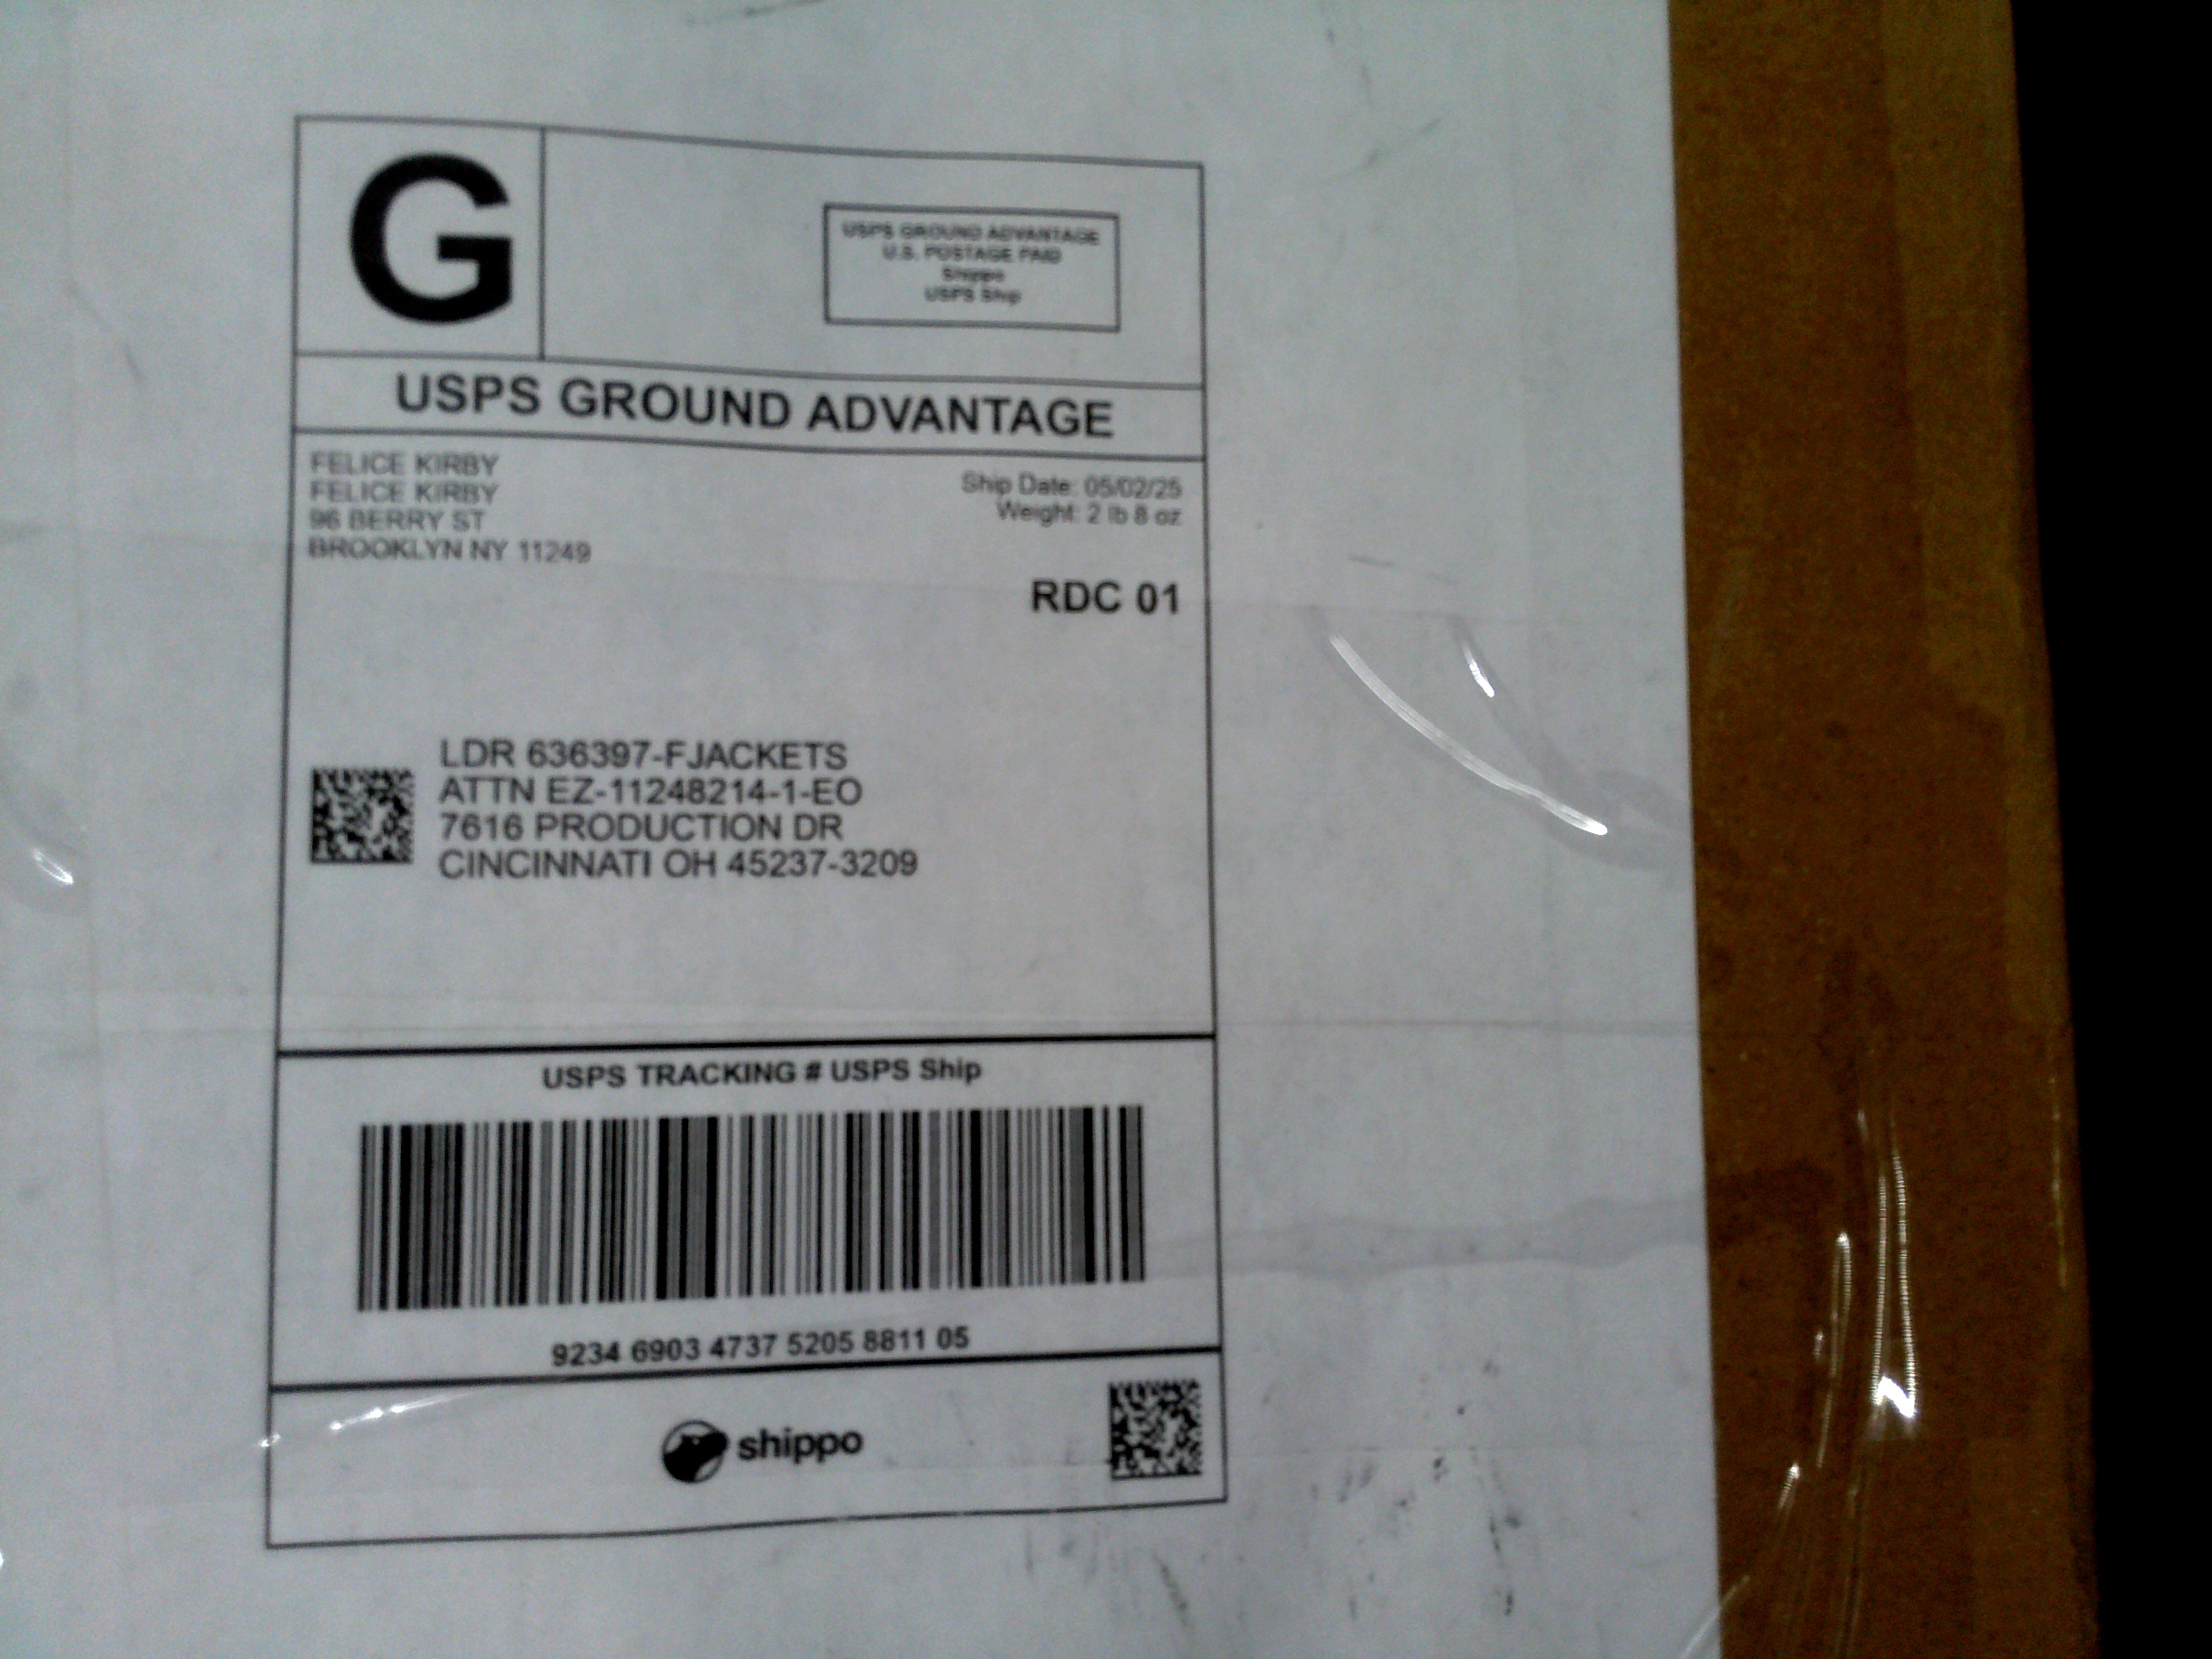 G
USPS GROUND ADVANTAGE
U.S. POSTAGE PAID
Shippo
USPS Ship
USPS GROUND ADVANTAGE
FELICE KIRBY
FELICE KIRBY
96 BERRY ST
BROOKLYN NY 11249
Ship Date: 05/02/25
Weight: 2 lb 8 oz
RDC 01
LDR 636397-FJACKETS
ATTN EZ-11248214-1-EO
7616 PRODUCTION DR
CINCINNATI OH 45237-3209
USPS TRACKING # USPS Ship
9234 6903 4737 5205 8811 05
shippo